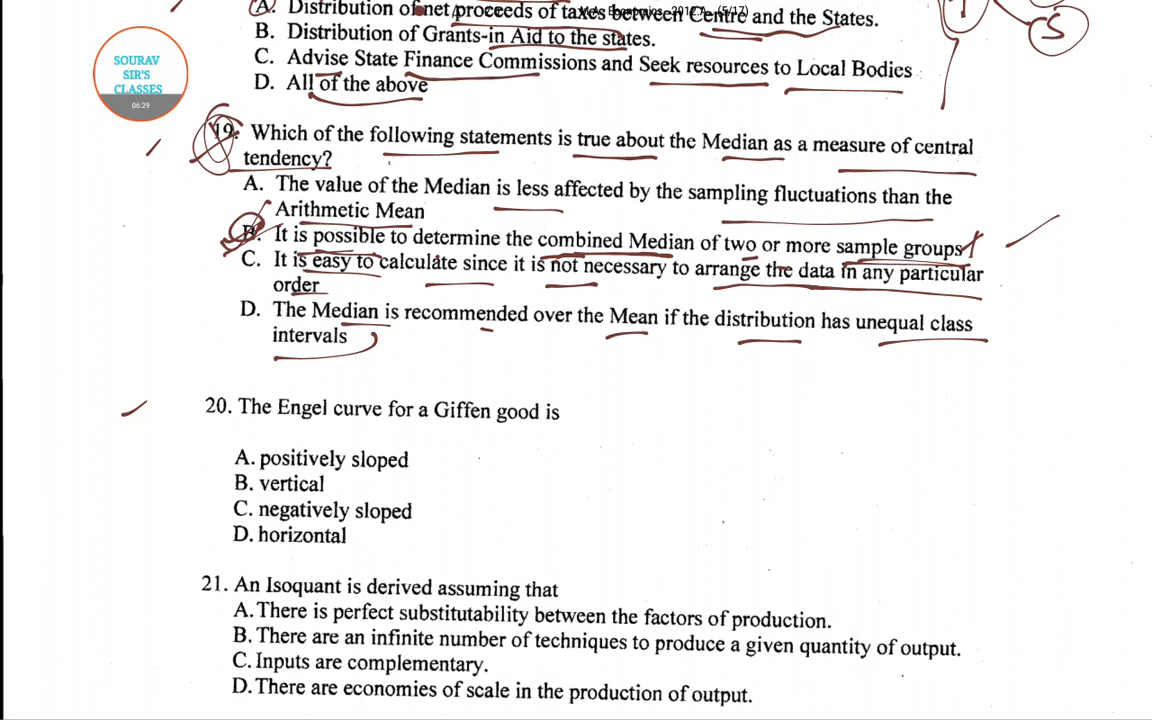 A. Distribution of net proceeds of taxes between Centre and the States.
B. Distribution of Grants-in Aid to the states.
C. Advise State Finance Commissions and Seek resources to Local Bodies
D. All of the above
SOURAV
SIR'S
CLASSES
06:29
19. Which of the following statements is true about the Median as a measure of central
tendency?
A. The value of the Median is less affected by the sampling fluctuations than the
Arithmetic Mean
B. It is possible to determine the combined Median of two or more sample groups
C. It is easy to calculate since it is not necessary to arrange the data in any particular
order
D. The Median is recommended over the Mean if the distribution has unequal class
intervals
20. The Engel curve for a Giffen good is
A. positively sloped
B. vertical
C. negatively sloped
D. horizontal
21. An Isoquant is derived assuming that
A. There is perfect substitutability between the factors of production.
B. There are an infinite number of techniques to produce a given quantity of output.
C. Inputs are complementary.
D. There are economies of scale in the production of output.